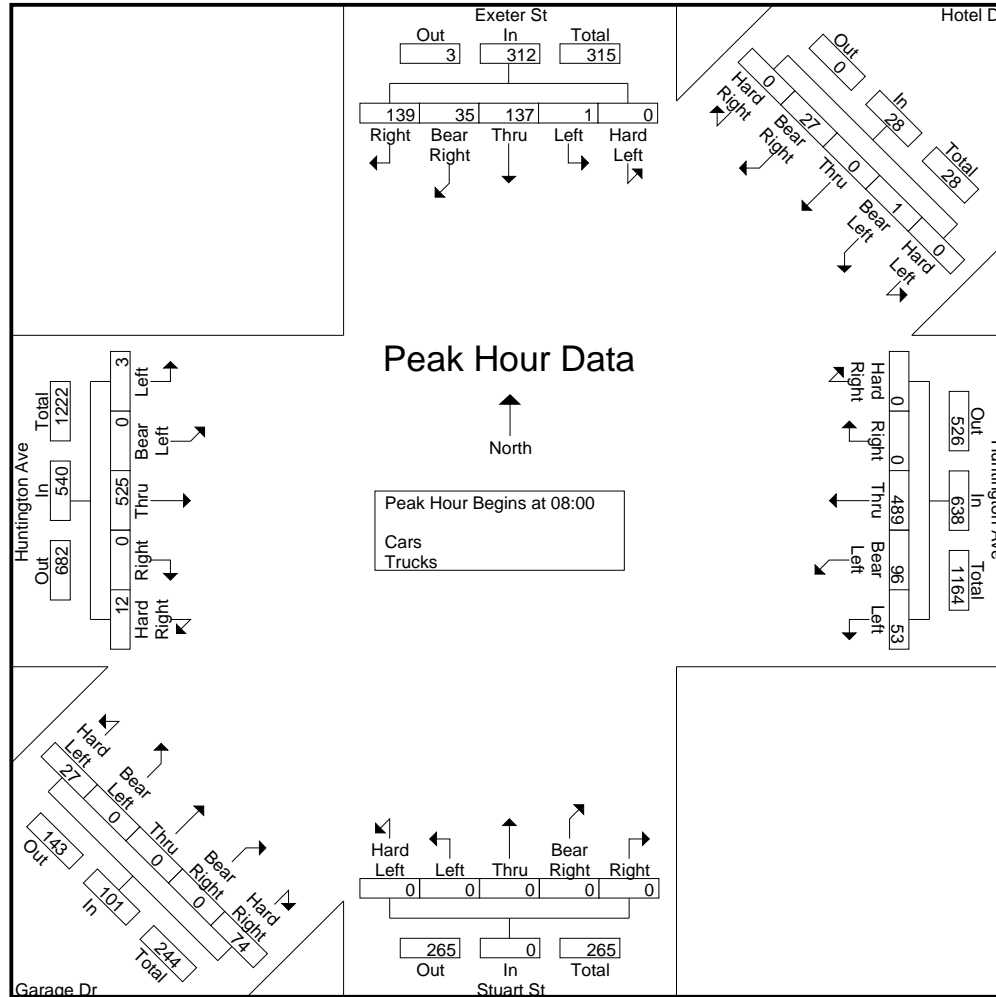 Exeter St
Out In Total
3 312 315
139 35 137 1 0
Right Bear Right Thru Left Hard Left
Hotel D
Out In Total
0 28 28
0 27 0 1 0
Hard Right Bear Right Thru Bear Left Hard Left
Huntington Ave
Total In Out
1222 540 682
3 0 525 0 12
Left Bear Left Thru Right Hard Right
Peak Hour Data
North
Peak Hour Begins at 08:00
Cars
Trucks
Hard Right Right Thru Bear Left Left
0 0 489 96 53
Out In Total
526 638 1164
Huntington Ave
Hard Left Bear Left Thru Bear Right Hard Right
27 0 0 0 74
143 101 244
Out In Total
Garage Dr
Hard Left Left Thru Bear Right Right
0 0 0 0 0
265 0 265
Out In Total
Stuart St